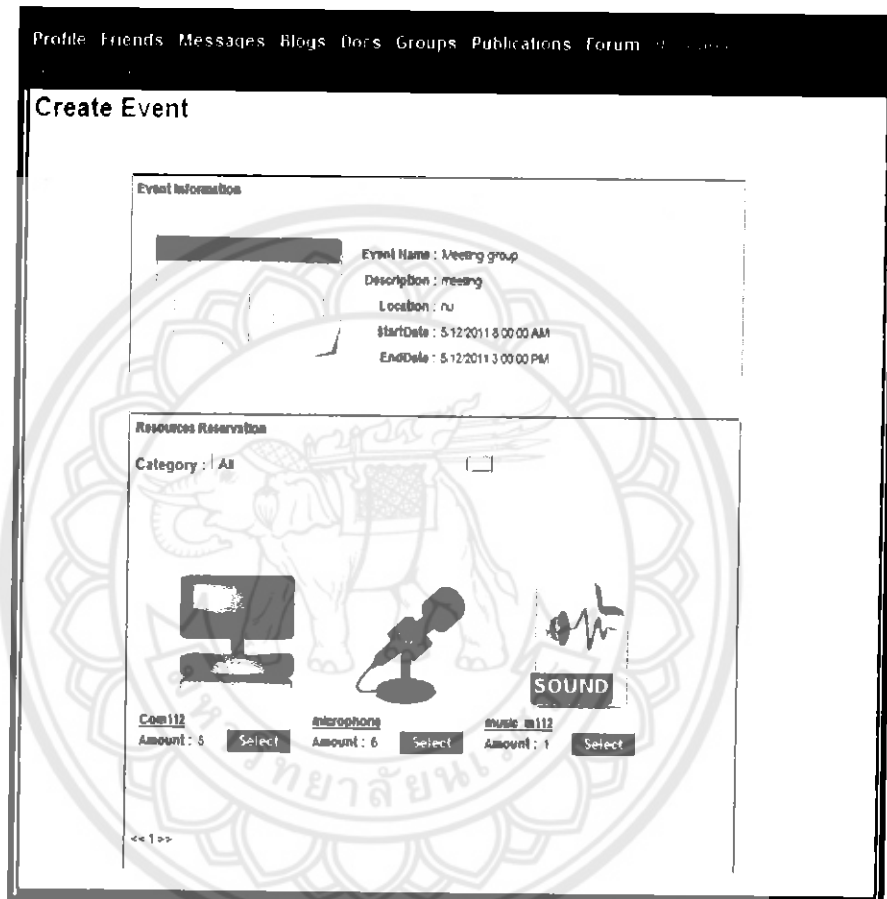 Profile Friends Messages Blogs Docs Groups Publications Forum
Create Event
Event Information
Event Name : Meeting group
Description : meeting
Location : nu
StartDate : 5/12/2011 8:00:00 AM
EndDate : 5/12/2011 3:00:00 PM
Resources Reservation
Category : All
SOUND
Com112
Amount : 5 Select
microphone
Amount : 6 Select
music_m112
Amount : 1 Select
<< 1 >>